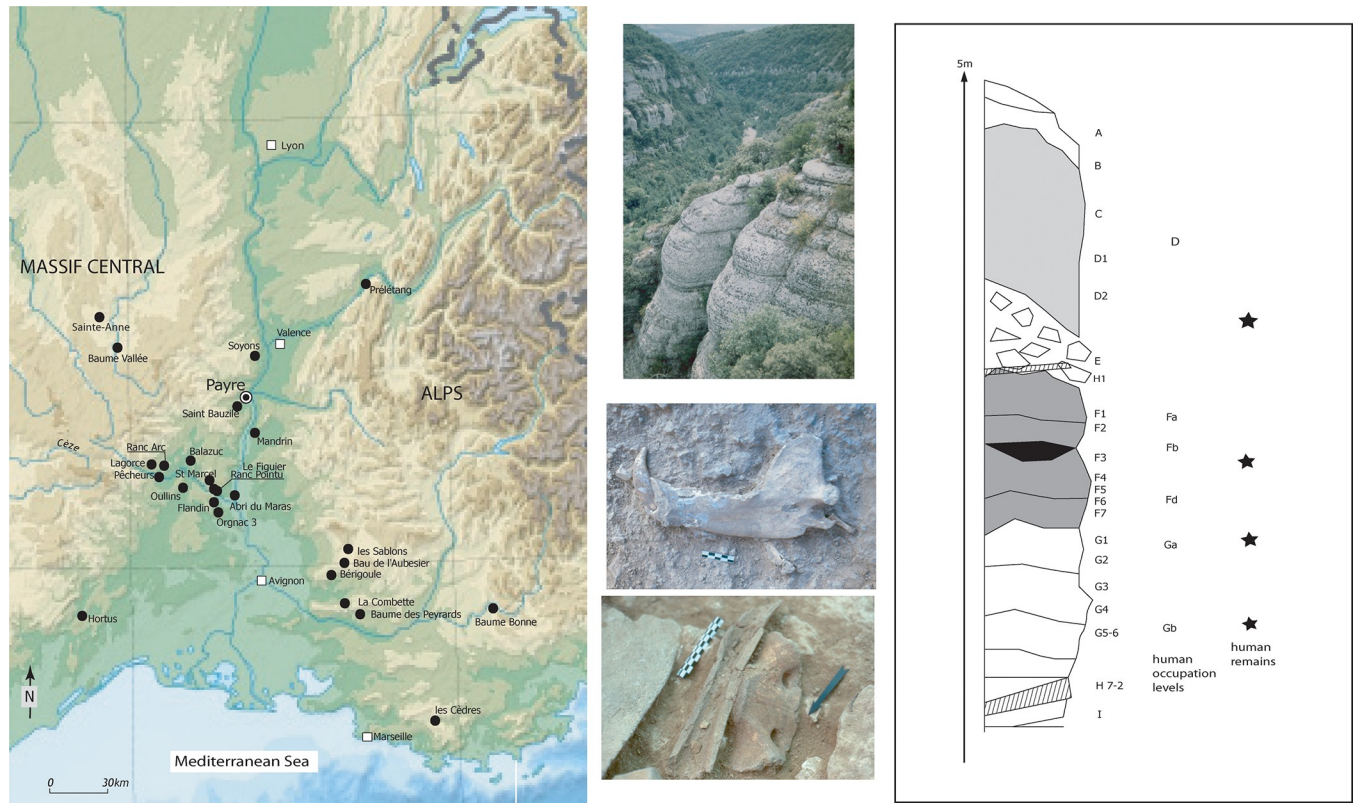 Lyon
MASSIF CENTRAL
Prélétang
Sainte-Anne
Baume Vallée
Valence
Soyons
Payre
ALPS
Saint Bauzile
Mandrin
Cèze
Ranc Arc
Balazuc
Lagorce
Le Figuier
Pêcheurs
St Marcel
Ranc Pointu
Oullins
Flandin
Abri du Maras
Orgnac 3
les Sablons
Bau de l'Aubesier
Bérigoule
Avignon
La Combette
Baume des Peyrards
Baume Bonne
Hortus
N
les Cèdres
Marseille
Mediterranean Sea
0 30km
5m
A
B
C
D
D1
D2
E
H1
F1
Fa
F2
Fb
F3
F4
F5
F6
Fd
F7
G1
Ga
G2
G3
G4
G5-6
Gb
human
remains
human
occupation
levels
H 7-2
I